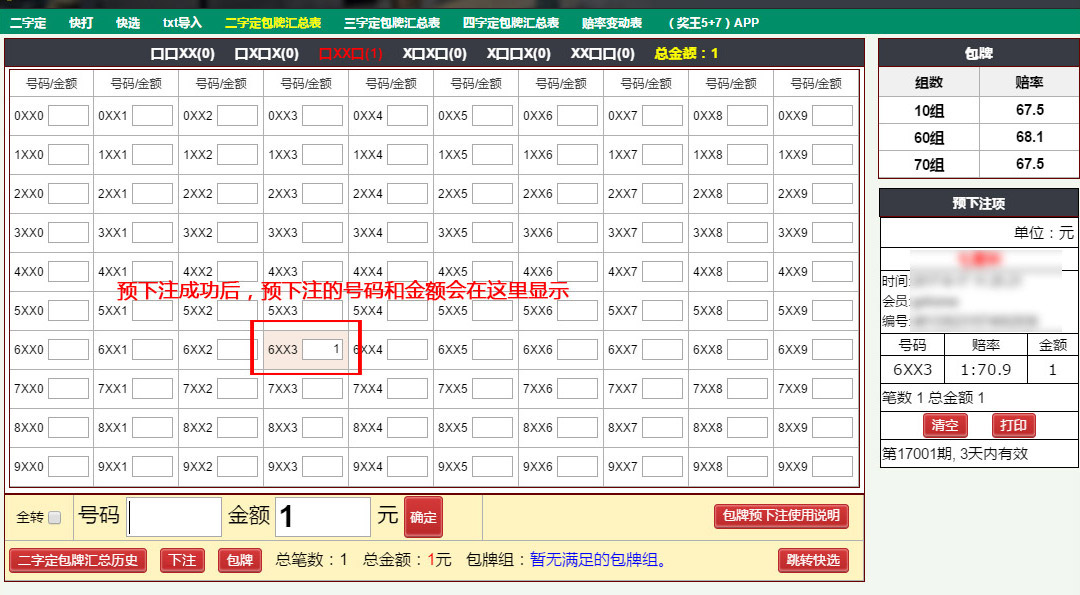 二字定 快打 快选 txt导入 二字定包牌汇总表 三字定包牌汇总表 四字定包牌汇总表 赔率变动表 （奖王5+7）APP
口口XX(0) 口X口X(0) 口XX口(1) X口X口(0) X口口X(0) XX口口(0) 总金额：1
号码/金额 号码/金额 号码/金额 号码/金额 号码/金额 号码/金额 号码/金额 号码/金额 号码/金额 号码/金额
0XX0 0XX1 0XX2 0XX3 0XX4 0XX5 0XX6 0XX7 0XX8 0XX9
1XX0 1XX1 1XX2 1XX3 1XX4 1XX5 1XX6 1XX7 1XX8 1XX9
2XX0 2XX1 2XX2 2XX3 2XX4 2XX5 2XX6 2XX7 2XX8 2XX9
3XX0 3XX1 3XX2 3XX3 3XX4 3XX5 3XX6 3XX7 3XX8 3XX9
4XX0 4XX1 4XX2 4XX3 4XX4 4XX5 4XX6 4XX7 4XX8 4XX9
预下注成功后，预下注的号码和金额会在这里显示
5XX0 5XX1 5XX2 5XX3 5XX4 5XX5 5XX6 5XX7 5XX8 5XX9
6XX0 6XX1 6XX2 6XX3 1 6XX4 6XX5 6XX6 6XX7 6XX8 6XX9
7XX0 7XX1 7XX2 7XX3 7XX4 7XX5 7XX6 7XX7 7XX8 7XX9
8XX0 8XX1 8XX2 8XX3 8XX4 8XX5 8XX6 8XX7 8XX8 8XX9
9XX0 9XX1 9XX2 9XX3 9XX4 9XX5 9XX6 9XX7 9XX8 9XX9
全转 号码 金额 1 元 确定 包牌预下注使用说明
二字定包牌汇总历史 下注 包牌 总笔数：1 总金额：1元 包牌组：暂无满足的包牌组。 跳转快选
包牌
组数 赔率
10组 67.5
60组 68.1
70组 67.5
预下注项
单位：元
时间:
会员:
编号:
号码 赔率 金额
6XX3 1:70.9 1
笔数 1 总金额 1
清空 打印
第17001期, 3天内有效